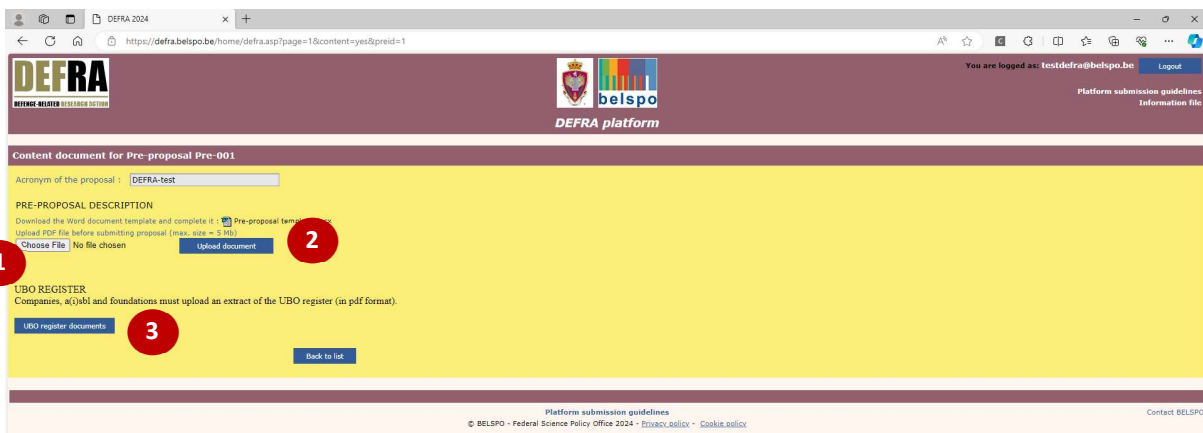 DEFRA 2024
https://defra.belspo.be/home/defra.asp?page=1&content=yes&preid=1
DEFRA
DEFENCE-RELATED RESEARCH ACTION
belspo
DEFRA platform
You are logged as: testdefra@belspo.be Logout
Platform submission guidelines
Information file
Content document for Pre-proposal Pre-001
Acronym of the proposal : DEFRA-test
PRE-PROPOSAL DESCRIPTION
Download the Word document template and complete it : Pre-proposal
Upload PDF file before submitting proposal (max. size = 5 Mb)
Choose File No file chosen Upload document
2
1
UBO REGISTER
Companies, a(i)sbl and foundations must upload an extract of the UBO register (in pdf format).
UBO register documents
3
Back to list
Platform submission guidelines
Contact BELSPO
© BELSPO - Federal Science Policy Office 2024 - Privacy policy - Cookie policy